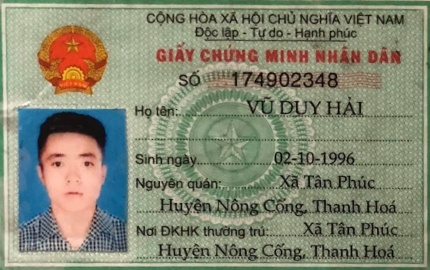 CỘNG HÒA XÃ HỘI CHỦ NGHĨA VIỆT NAM
Độc lập - Tự do - Hạnh phúc
GIẤY CHỨNG MINH NHÂN DÂN
SỐ 174902348
Họ tên: VŨ DUY HẢI
Sinh ngày 02-10-1996
Nguyên quán: Xã Tân Phúc
Huyện Nông Cống, Thanh Hoá
Nơi ĐKHK thường trú: Xã Tân Phúc
Huyện Nông Cống, Thanh Hoá